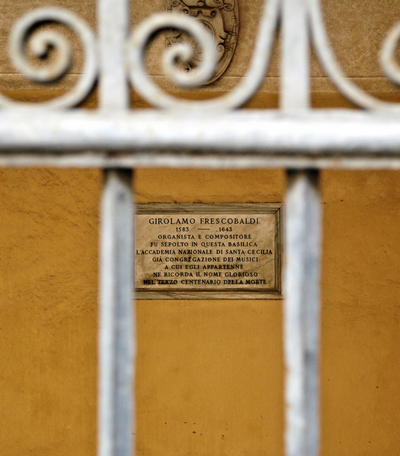 GIROLAMO FRESCOBALDI
1583 — 1643
ORGANISTA E COMPOSITORE
FU SEPOLTO IN QUESTA BASILICA
L'ACCADEMIA NAZIONALE DI SANTA CECILIA
GIÀ CONGREGAZIONE DEI MUSICI
A CUI EGLI APPARTENNE
NE RICORDA IL NOME GLORIOSO
NEL TERZO CENTENARIO DELLA MORTE